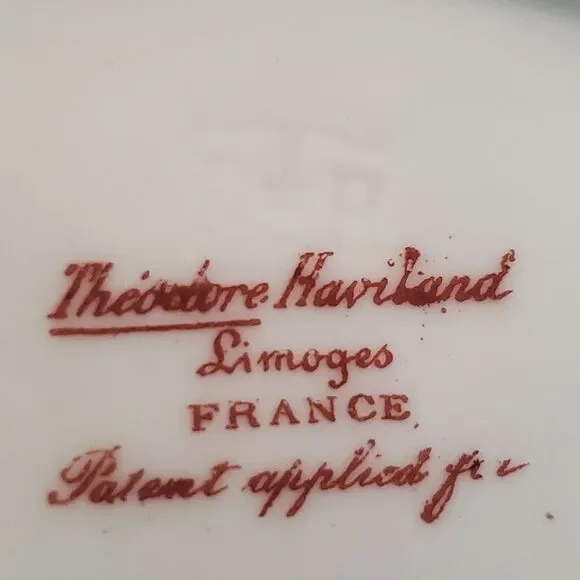 Théodore Haviland
Limoges
FRANCE
Patent applied for